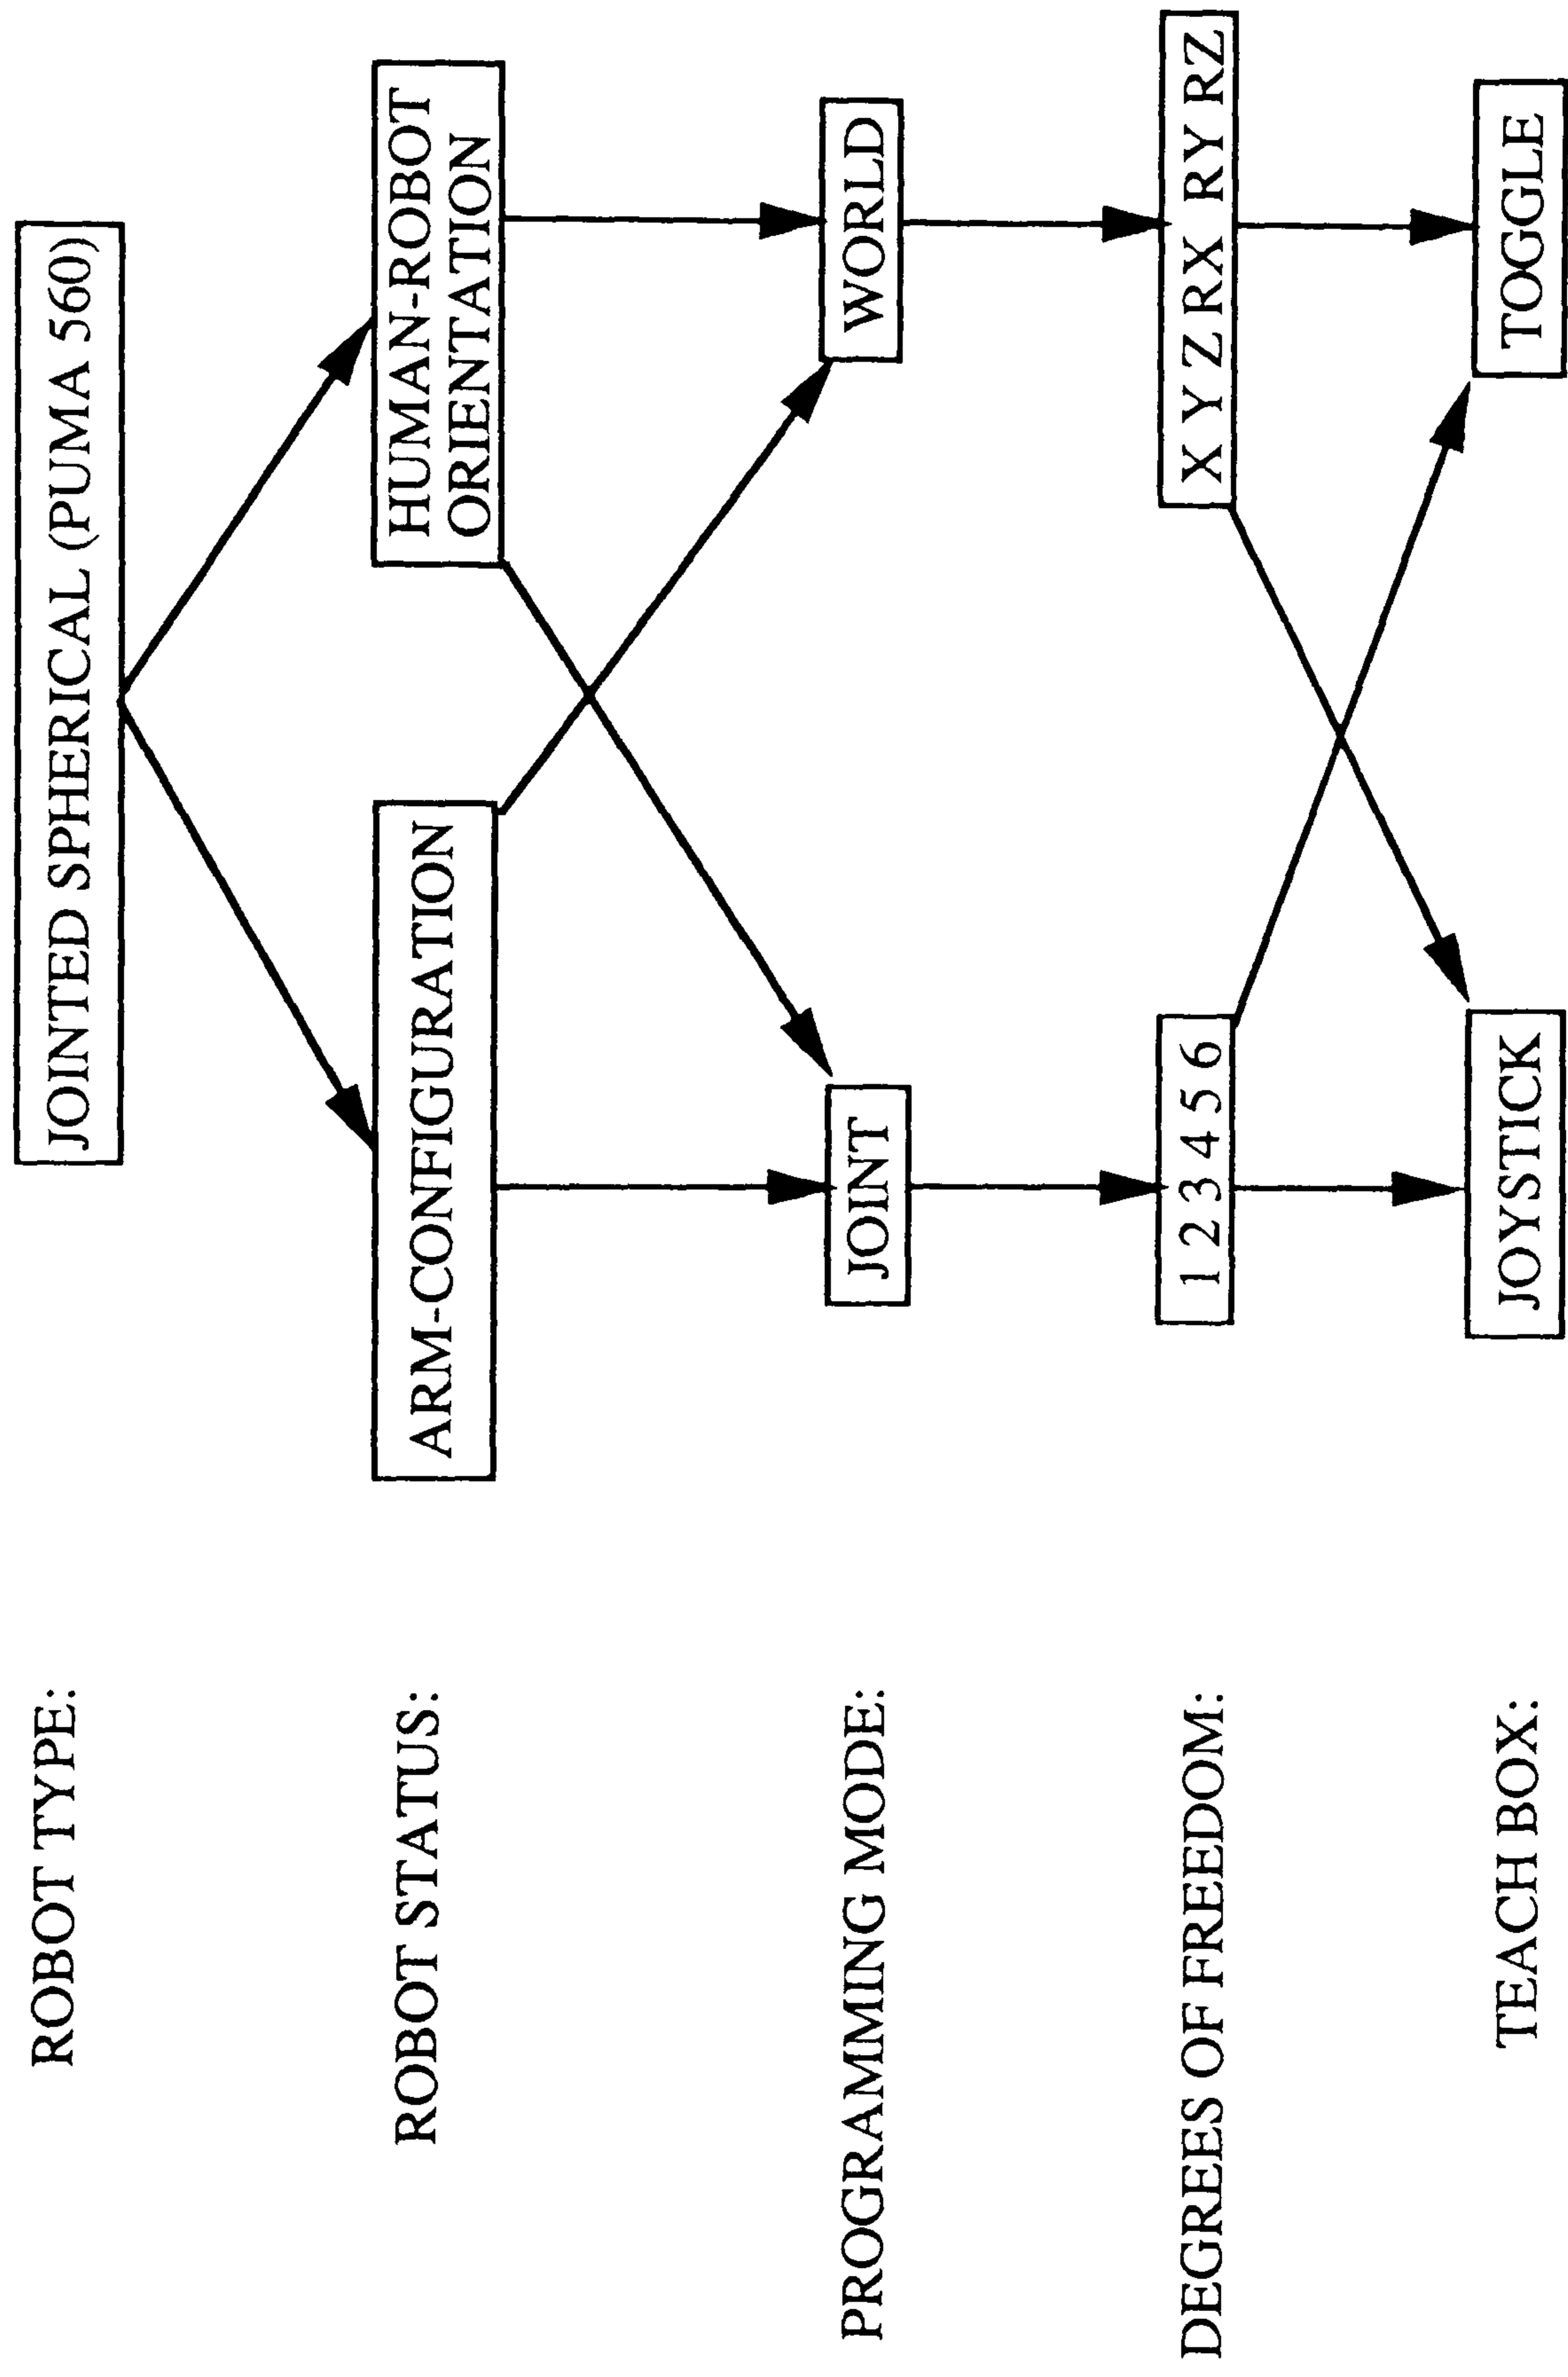 ROBOT TYPE:
JOINTED SPHERICAL (PUMA 560)
ROBOT STATUS:
ARM-CONFIGURATION
HUMAN-ROBOT
ORIENTATION
PROGRAMMING MODE:
JOINT
WORLD
DEGREES OF FREEDOM:
1 2 3 4 5 6
X Y Z RX RY RZ
TEACH BOX:
JOYSTICK
TOGGLE